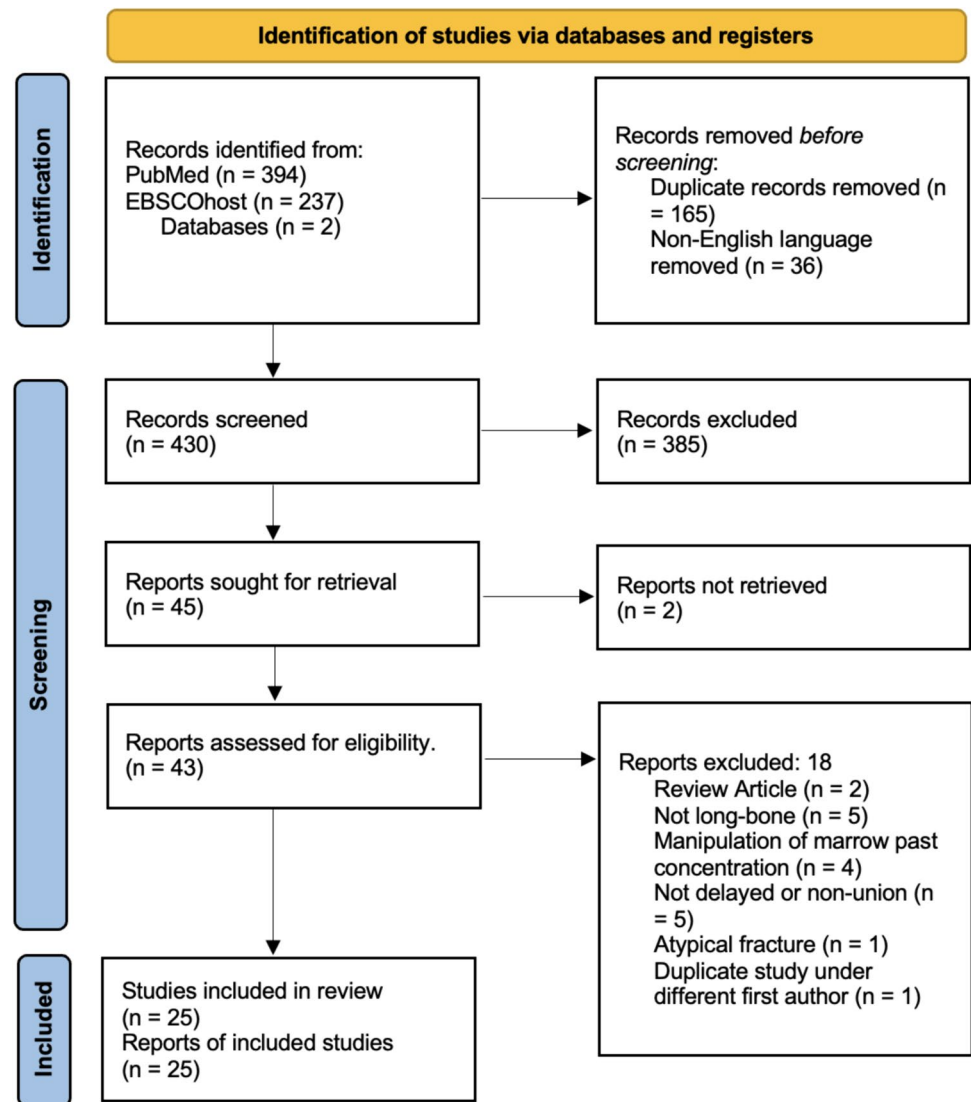 Identification of studies via databases and registers
Identification
Records identified from:
PubMed (n = 394)
EBSCOhost (n = 237)
Databases (n = 2)
Records removed before
screening:
Duplicate records removed (n
= 165)
Non-English language
removed (n = 36)
Screening
Records screened
(n = 430)
Records excluded
(n = 385)
Reports sought for retrieval
(n = 45)
Reports not retrieved
(n = 2)
Reports assessed for eligibility.
(n = 43)
Reports excluded: 18
Review Article (n = 2)
Not long-bone (n = 5)
Manipulation of marrow past
concentration (n = 4)
Not delayed or non-union (n
= 5)
Atypical fracture (n = 1)
Duplicate study under
different first author (n = 1)
Included
Studies included in review
(n = 25)
Reports of included studies
(n = 25)